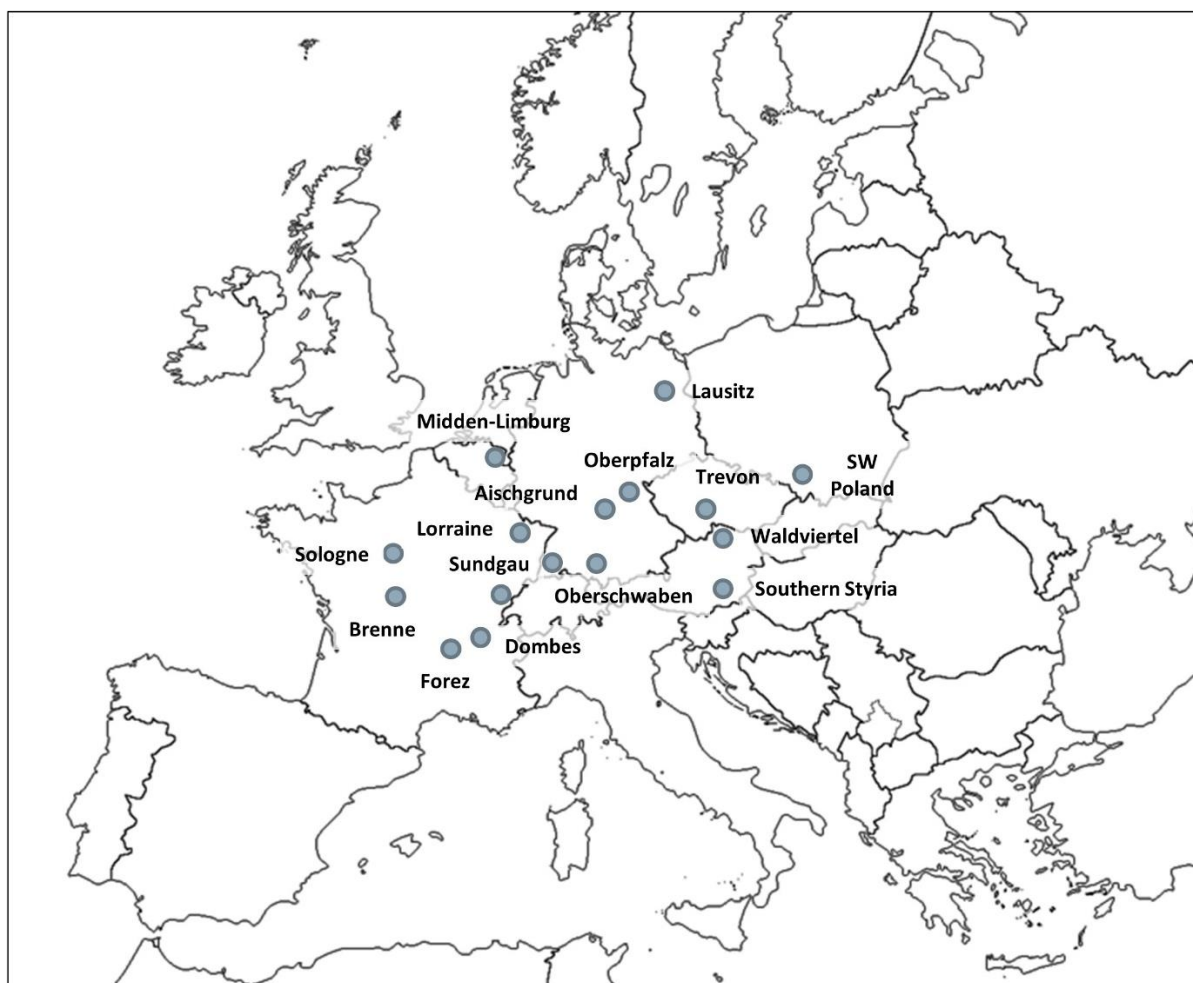 Lausitz
Midden-Limburg
Oberpfalz
Trevon
SW
Poland
Aischgrund
Lorraine
Waldviertel
Sologne
Sundgau
Oberschwaben
Southern Styria
Brenne
Dombes
Forez